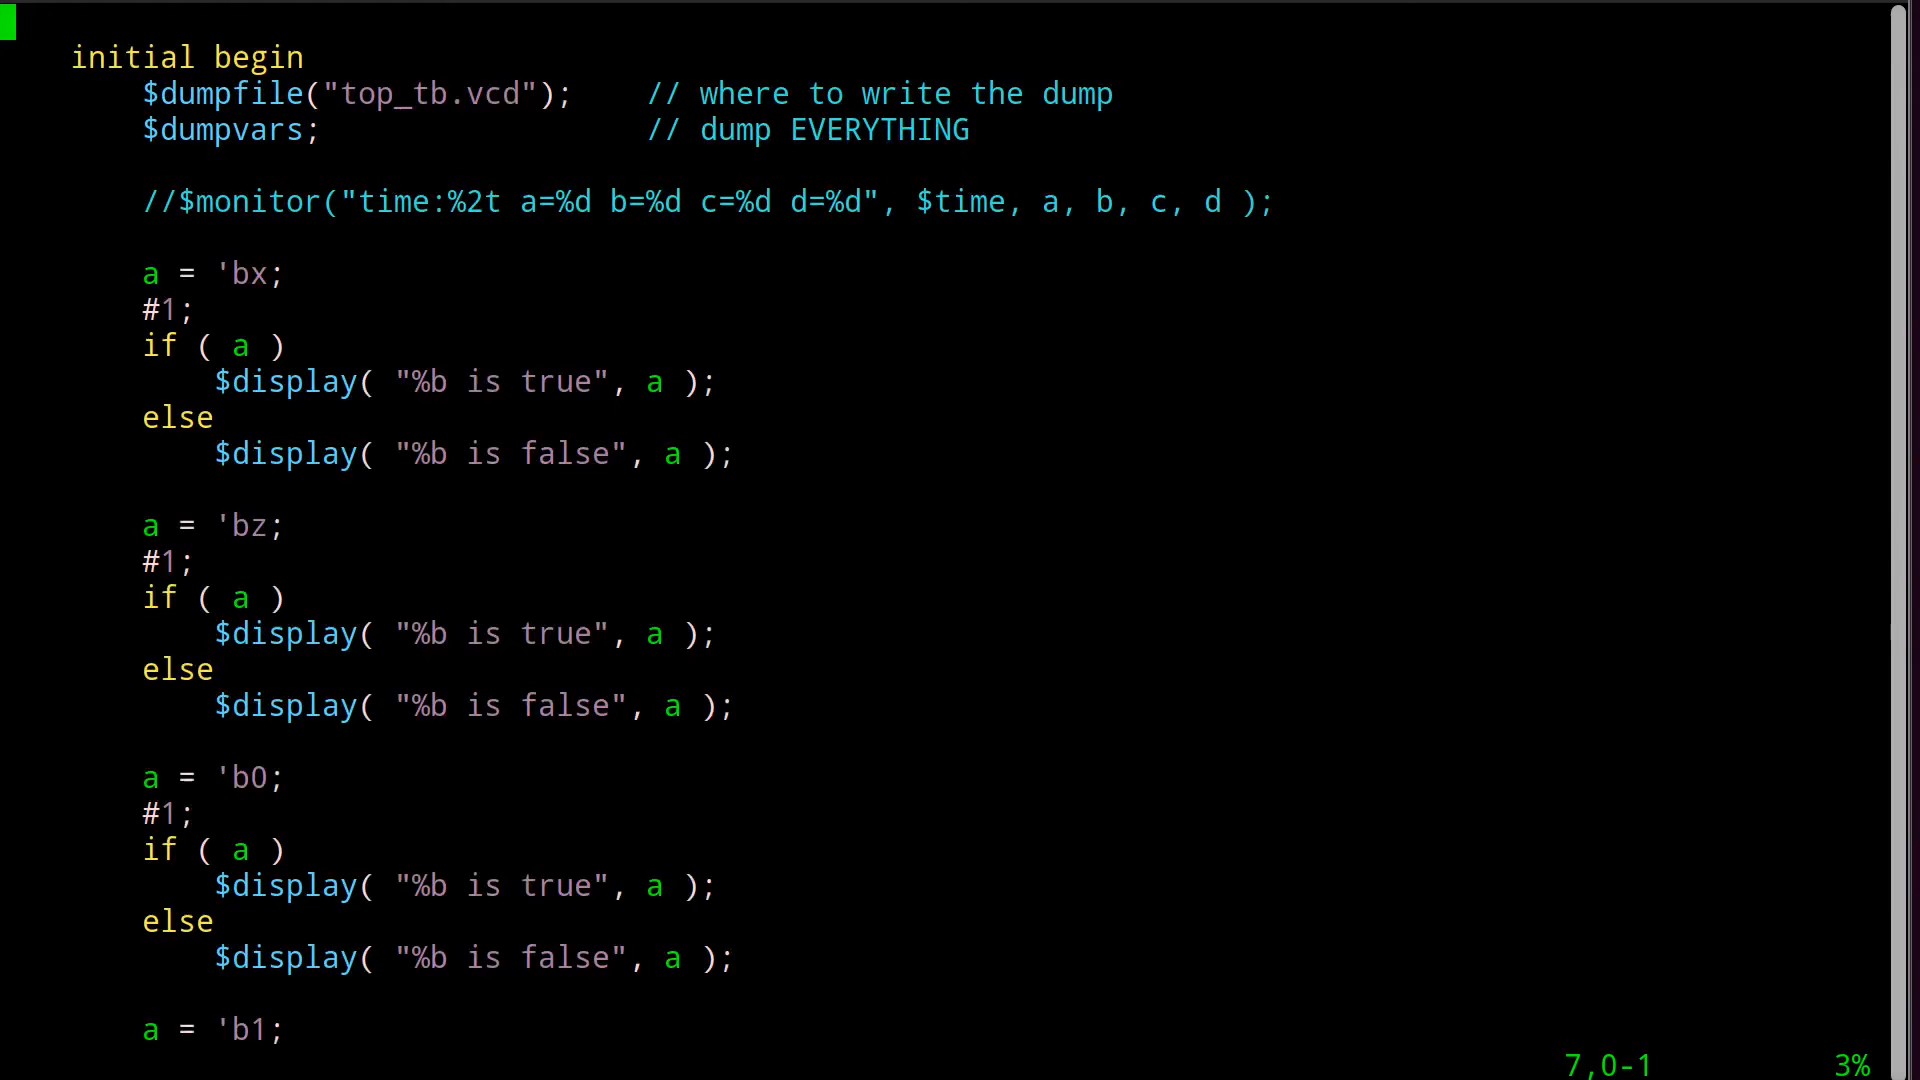 initial begin
$dumpfile("top_tb.vcd"); // where to write the dump
$dumpvars; // dump EVERYTHING
//$monitor("time:%2t a=%d b=%d c=%d d=%d", $time, a, b, c, d );
a = 'bx;
#1;
if ( a )
$display( "%b is true", a );
else
$display( "%b is false", a );
a = 'bz;
#1;
if ( a )
$display( "%b is true", a );
else
$display( "%b is false", a );
a = 'b0;
#1;
if ( a )
$display( "%b is true", a );
else
$display( "%b is false", a );
a = 'b1;
7,0-1 3%